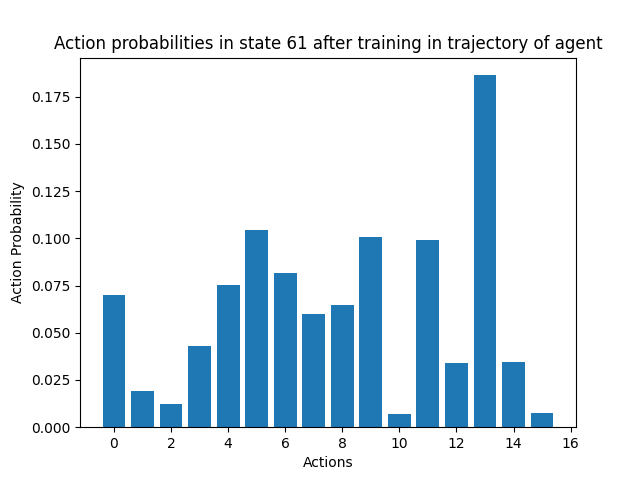 Action probabilities in state 61 after training in trajectory of agent
0.175
0.150
0.125
0.100
0.075
0.050
0.025
0.000
Action Probability
0 2 4 6 8 10 12 14 16
Actions